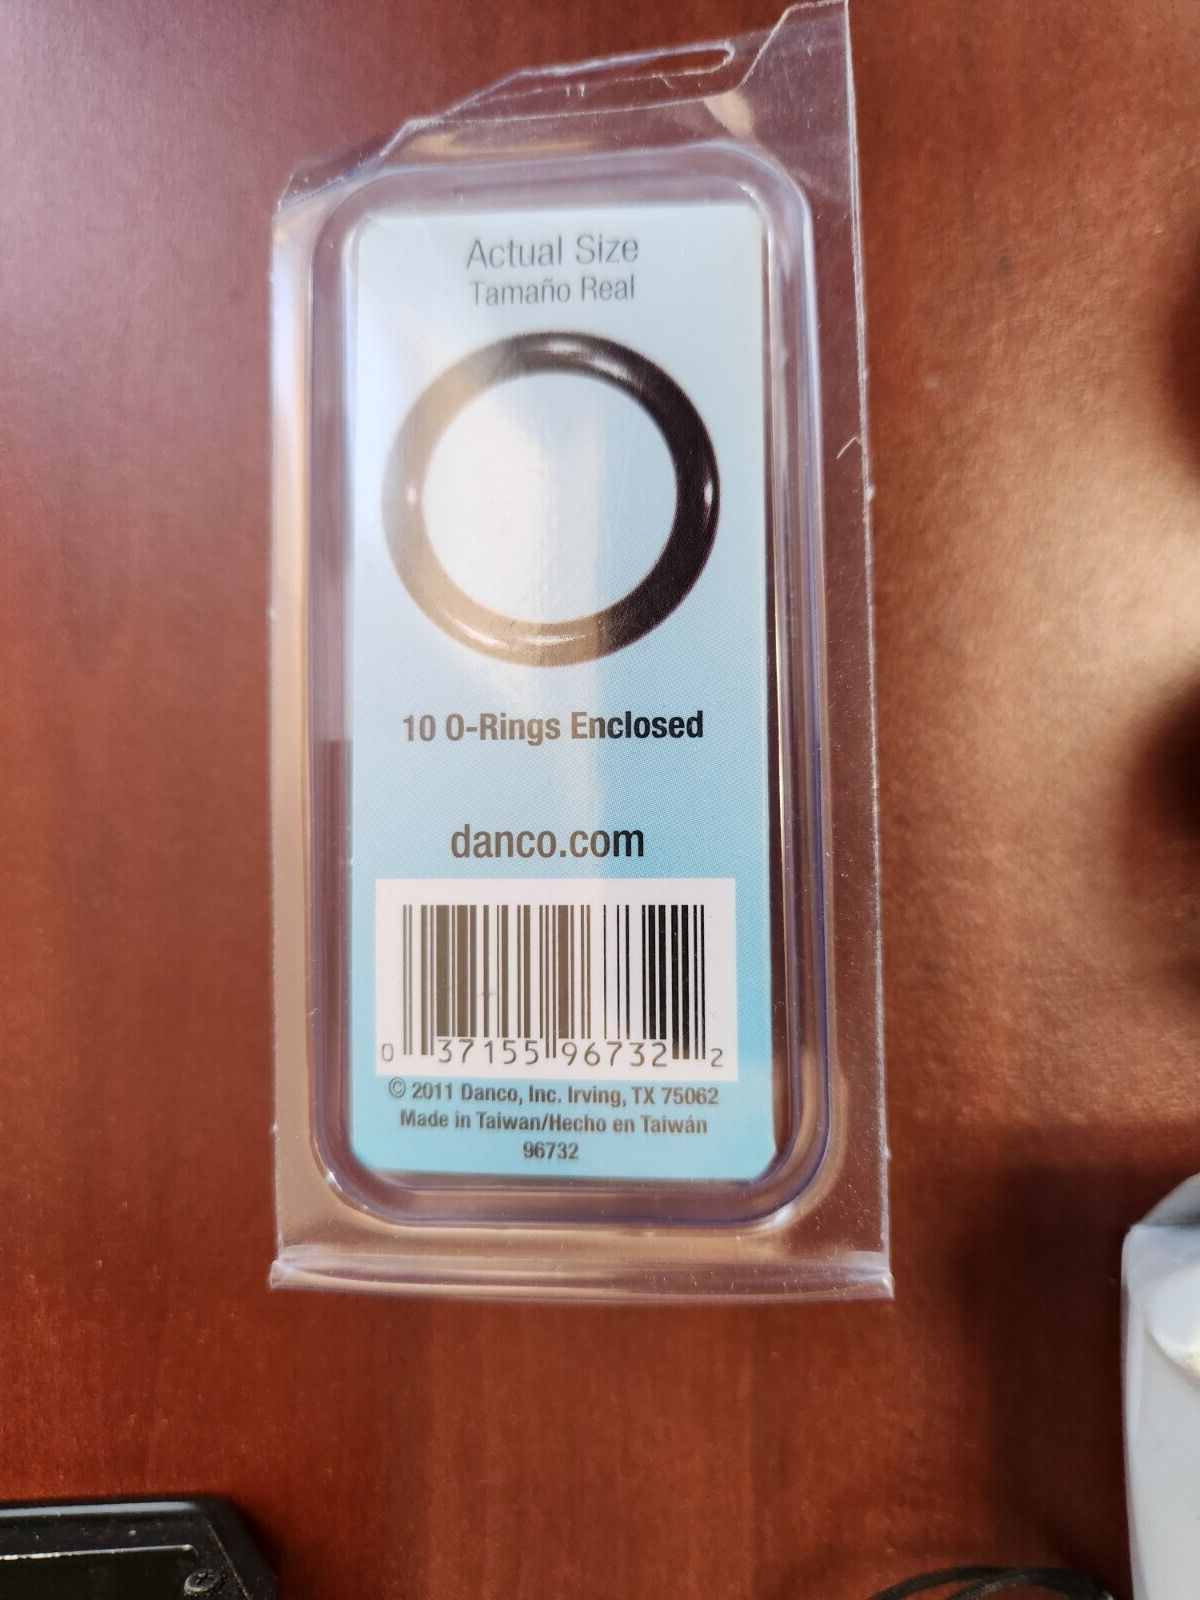 Actual Size
Tamaño Real
10 O-Rings Enclosed
danco.com
0 37155 96732 2
© 2011 Danco, Inc. Irving, TX 75062
Made in Taiwan/Hecho en Taiwán
96732